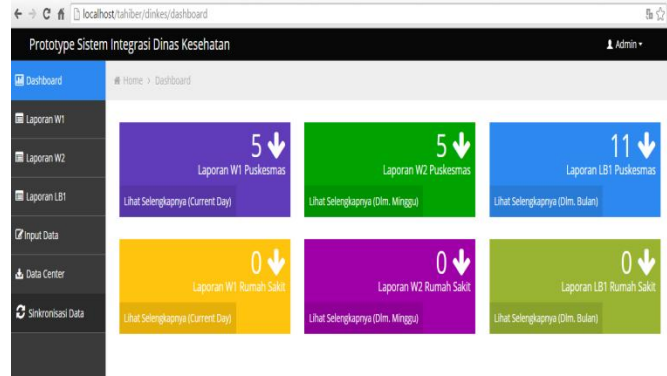 localhost/tahiber/dinkes/dashboard
Prototype Sistem Integrasi Dinas Kesehatan
Admin
Dashboard
Home > Dashboard
Laporan W1
Laporan W2
Laporan LB1
Input Data
Data Center
Sinkronisasi Data
5
Laporan W1 Puskesmas
Lihat Selengkapnya (Current Day)
5
Laporan W2 Puskesmas
Lihat Selengkapnya (Dlm. Minggu)
11
Laporan LB1 Puskesmas
Lihat Selengkapnya (Dlm. Bulan)
0
Laporan W1 Rumah Sakit
Lihat Selengkapnya (Current Day)
0
Laporan W2 Rumah Sakit
Lihat Selengkapnya (Dlm. Minggu)
0
Laporan LB1 Rumah Sakit
Lihat Selengkapnya (Dlm. Bulan)